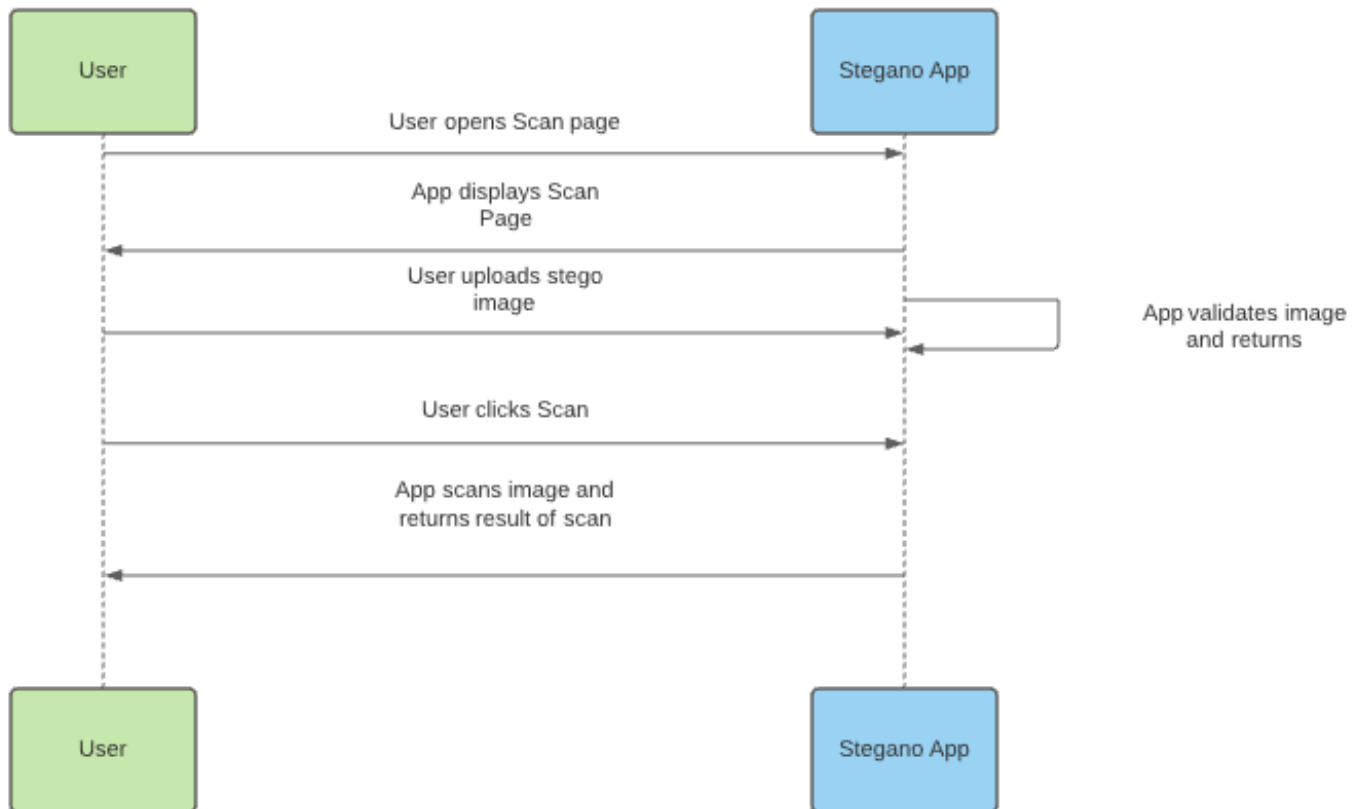 User
Stegano App
User opens Scan page
App displays Scan
Page
User uploads stego
image
App validates image
and returns
User clicks Scan
App scans image and
returns result of scan
User
Stegano App